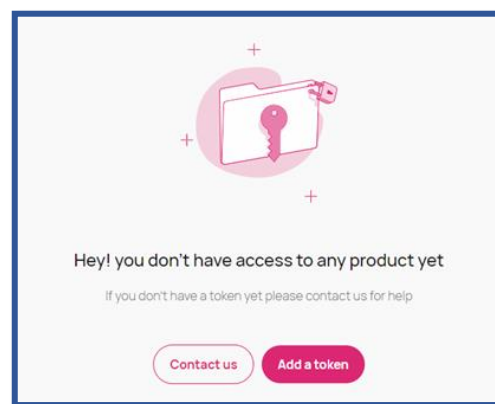 Hey! you don't have access to any product yet
If you don't have a token yet please contact us for help
Contact us
Add a token